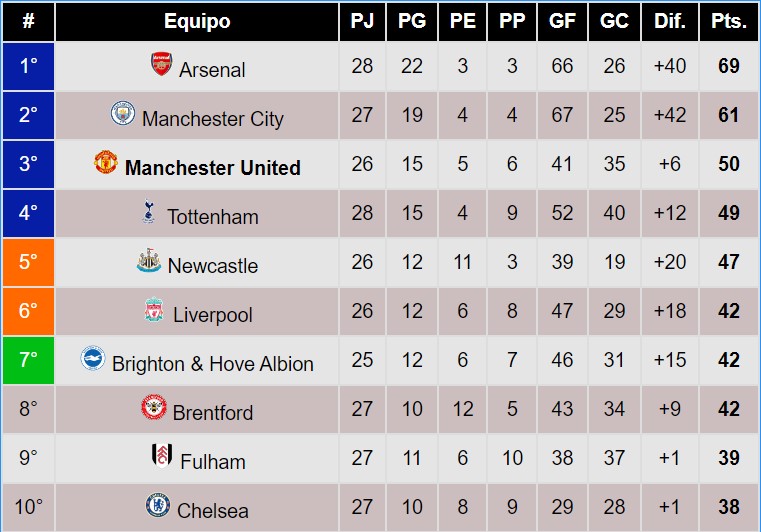 # Equipo PJ PG PE PP GF GC Dif. Pts.
1° Arsenal 28 22 3 3 66 26 +40 69
2° Manchester City 27 19 4 4 67 25 +42 61
3° Manchester United 26 15 5 6 41 35 +6 50
4° Tottenham 28 15 4 9 52 40 +12 49
5° Newcastle 26 12 11 3 39 19 +20 47
6° Liverpool 26 12 6 8 47 29 +18 42
7° Brighton & Hove Albion 25 12 6 7 46 31 +15 42
8° Brentford 27 10 12 5 43 34 +9 42
9° Fulham 27 11 6 10 38 37 +1 39
10° Chelsea 27 10 8 9 29 28 +1 38